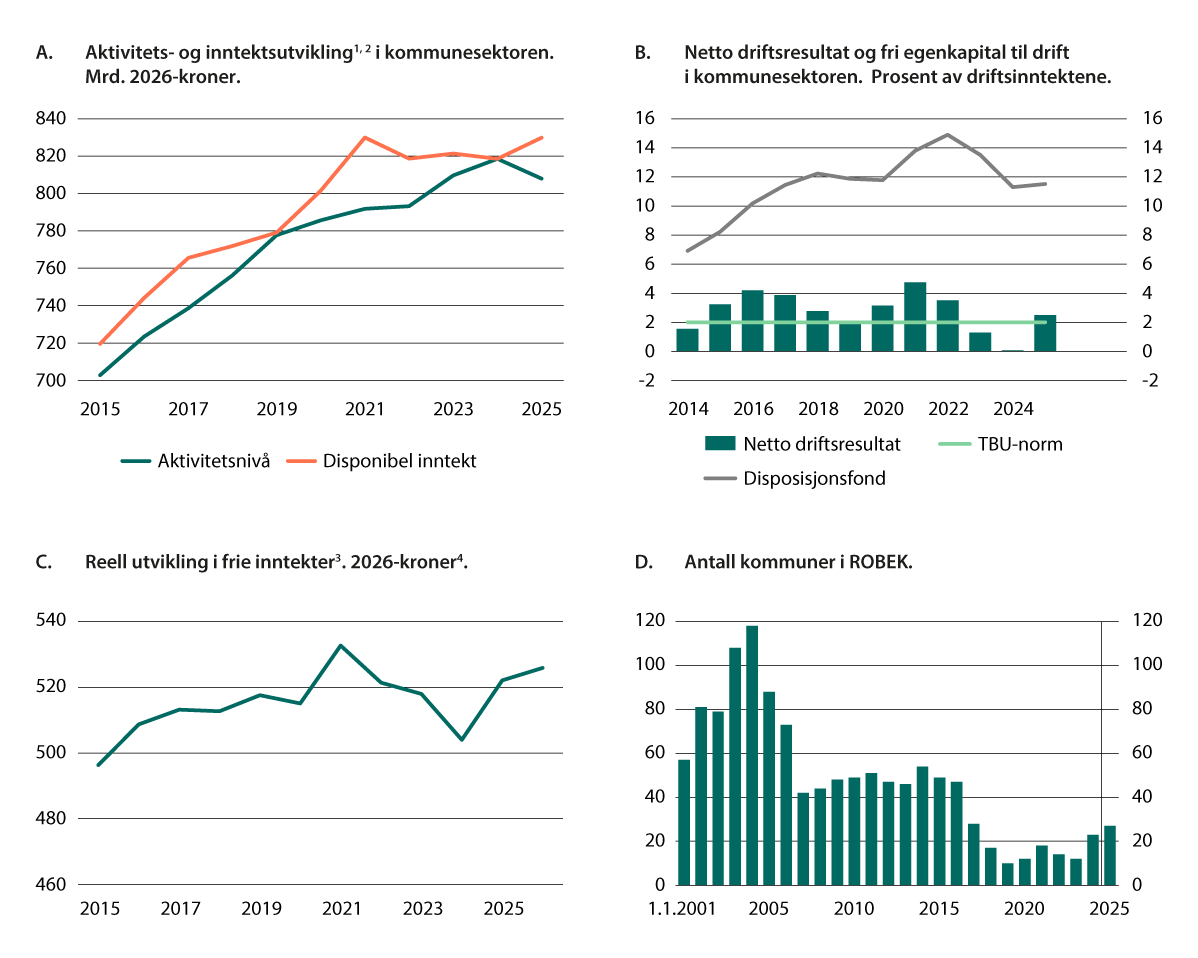 A. Aktivitets- og inntektsutvikling¹, ² i kommunesektoren.
Mrd. 2026-kroner.
840
820
800
780
760
740
720
700
2015 2017 2019 2021 2023 2025
Aktivitetsnivå Disponibel inntekt
B. Netto driftsresultat og fri egenkapital til drift
i kommunesektoren. Prosent av driftsinntektene.
16 16
14 14
12 12
10 10
8 8
6 6
4 4
2 2
0 0
-2 -2
2014 2016 2018 2020 2022 2024
Netto driftsresultat TBU-norm
Disposisjonsfond
C. Reell utvikling i frie inntekter³. 2026-kroner⁴.
540
520
500
480
460
2015 2017 2019 2021 2023 2025
D. Antall kommuner i ROBEK.
120 120
100 100
80 80
60 60
40 40
20 20
0 0
1.1.2001 2005 2010 2015 2020 2025